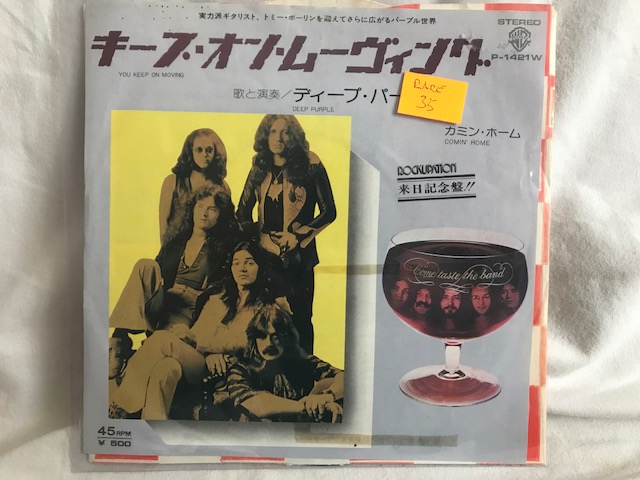 実力派ギタリスト、トミー・ボーリンを迎えてさらに広がるパープル世界
STEREO
P-1421W
キープ・オン・ムーヴィング
YOU KEEP ON MOVING
歌と演奏/ディープ・パー
DEEP PURPLE
RARE
35
カミン・ホーム
COMIN' HOME
ROCKUPATION
来日記念盤!!
Come taste the band
45 RPM
¥ 500